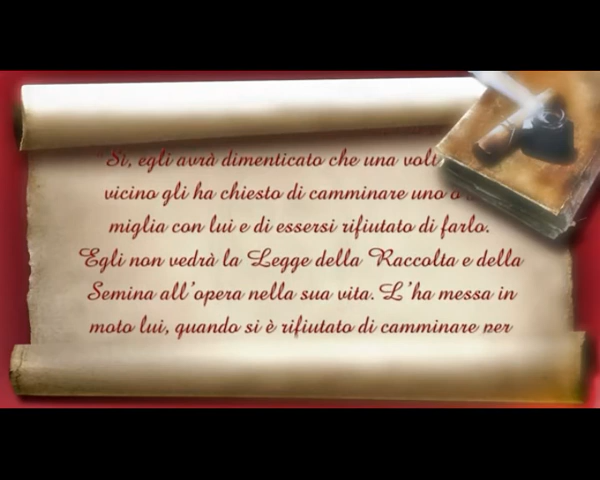 "Sì, egli avrà dimenticato che una volt
vicino gli ha chiesto di camminare uno o
miglia con lui e di essersi rifiutato di farlo.
Egli non vedrà la Legge della Raccolta e della
Semina all'opera nella sua vita. L'ha messa in
moto lui, quando si è rifiutato di camminare per